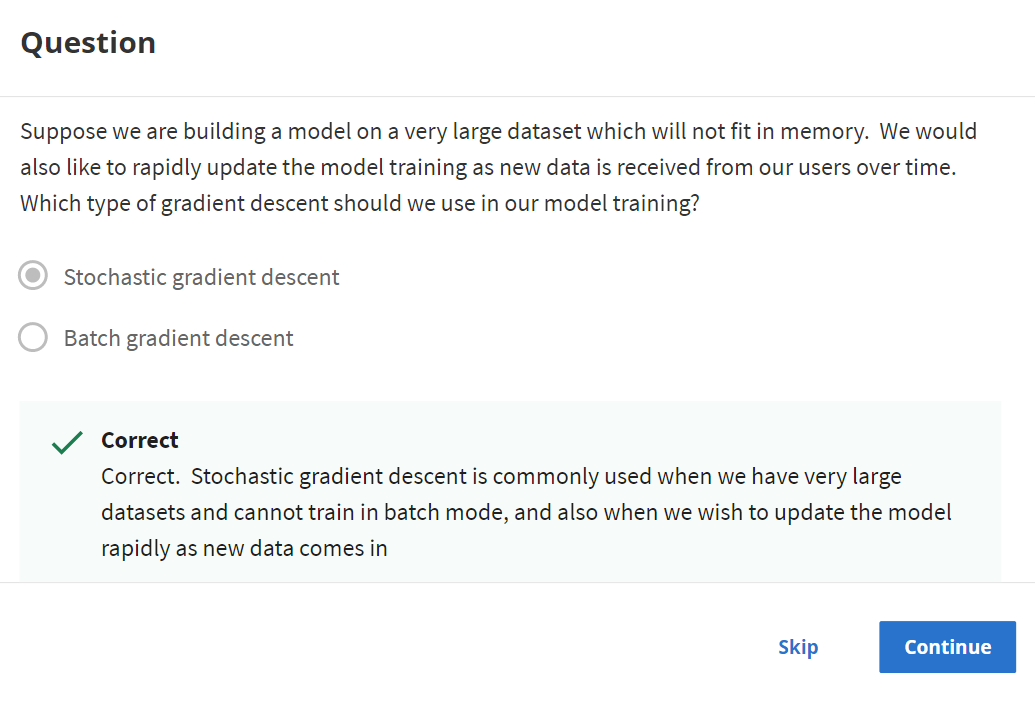 Question
Suppose we are building a model on a very large dataset which will not fit in memory.  We would
also like to rapidly update the model training as new data is received from our users over time.
Which type of gradient descent should we use in our model training?
Stochastic gradient descent
Batch gradient descent
Correct
Correct.  Stochastic gradient descent is commonly used when we have very large
datasets and cannot train in batch mode, and also when we wish to update the model
rapidly as new data comes in
Skip
Continue